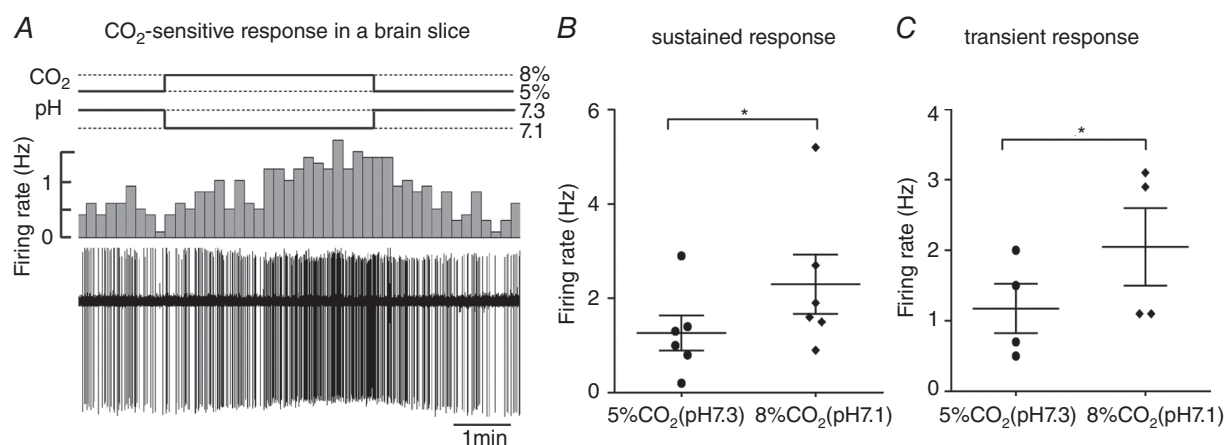 A CO₂-sensitive response in a brain slice
CO₂
8%
5%
pH
7.3
7.1
Firing rate (Hz)
1
0
1min
B sustained response
*
Firing rate (Hz)
6
4
2
0
5%CO₂(pH7.3) 8%CO₂(pH7.1)
C transient response
*
Firing rate (Hz)
4
3
2
1
0
5%CO₂(pH7.3) 8%CO₂(pH7.1)